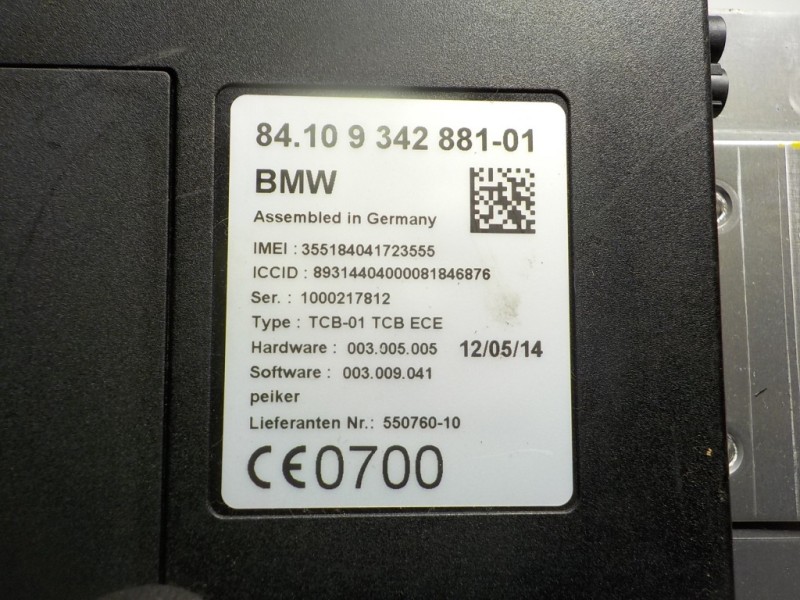 84.10 9 342 881-01
BMW
Assembled in Germany
IMEI : 355184041723555
ICCID : 89314404000081846876
Ser. : 1000217812
Type : TCB-01 TCB ECE
Hardware : 003.005.005 12/05/14
Software : 003.009.041
peiker
Lieferanten Nr.: 550760-10
CE0700